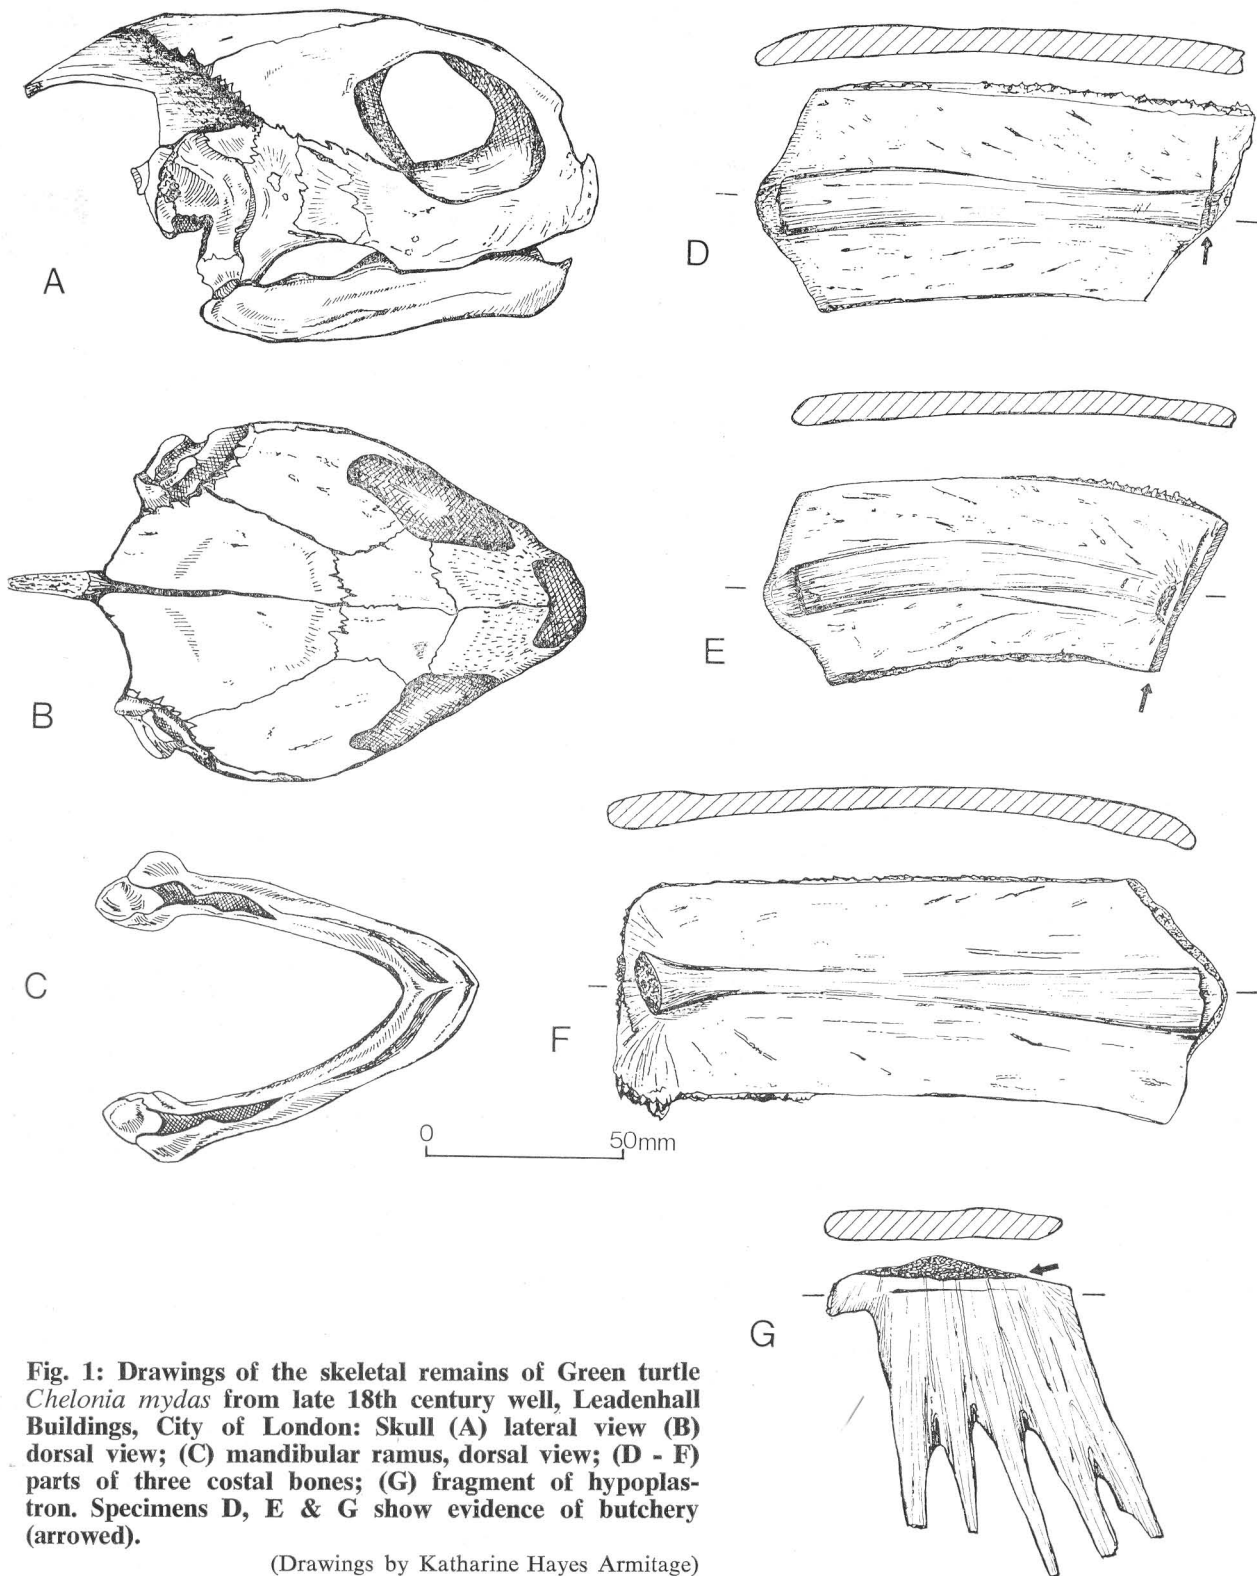 A
D
E
B
C
F
0 50mm
G
Fig. 1: Drawings of the skeletal remains of Green turtle
Chelonia mydas from late 18th century well, Leadenhall
Buildings, City of London: Skull (A) lateral view (B)
dorsal view; (C) mandibular ramus, dorsal view; (D - F)
parts of three costal bones; (G) fragment of hypoplas-
tron. Specimens D, E & G show evidence of butchery
(arrowed).
(Drawings by Katharine Hayes Armitage)